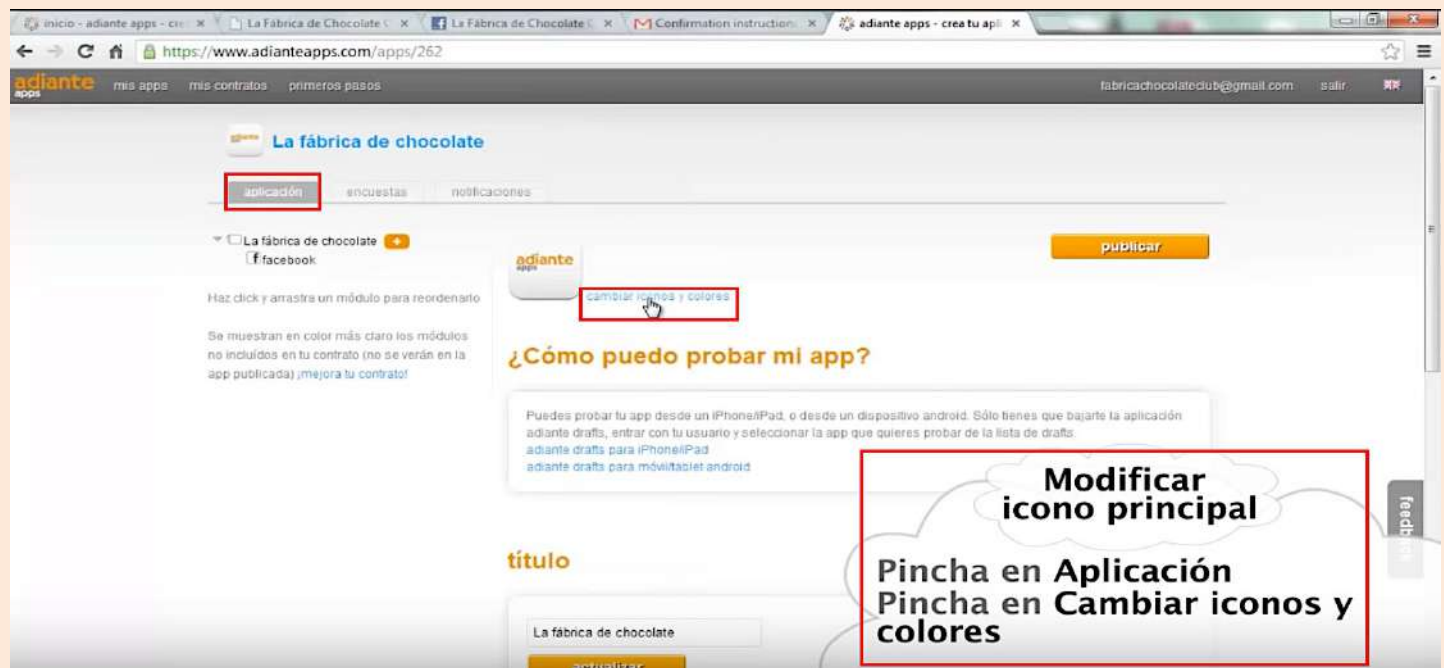 inicio - adiante apps - cre
La Fábrica de Chocolate C
La Fábrica de Chocolate C
Confirmation instruction
adiante apps - crea tu apli
https://www.adianteapps.com/apps/262
adiante apps
mis apps
mis contratos
primeros pasos
fabricachocolateclub@gmail.com
salir
adiante
La fábrica de chocolate
aplicación
encuestas
notificaciones
La fábrica de chocolate
facebook
adiante apps
publicar
cambiar iconos y colores
Haz click y arrastra un módulo para reordenarlo
Se muestran en color más claro los módulos
no incluídos en tu contrato (no se verán en la
app publicada) ¡mejora tu contrato!
¿Cómo puedo probar mi app?
Puedes probar tu app desde un iPhone/iPad, o desde un dispositivo android. Sólo tienes que bajarte la aplicación
adiante drafts, entrar con tu usuario y seleccionar la app que quieres probar de la lista de drafts:
adiante drafts para iPhone/iPad
adiante drafts para móvil/tablet android
Modificar
icono principal
feedback
título
Pincha en Aplicación
Pincha en Cambiar iconos y
colores
La fábrica de chocolate
actualizar